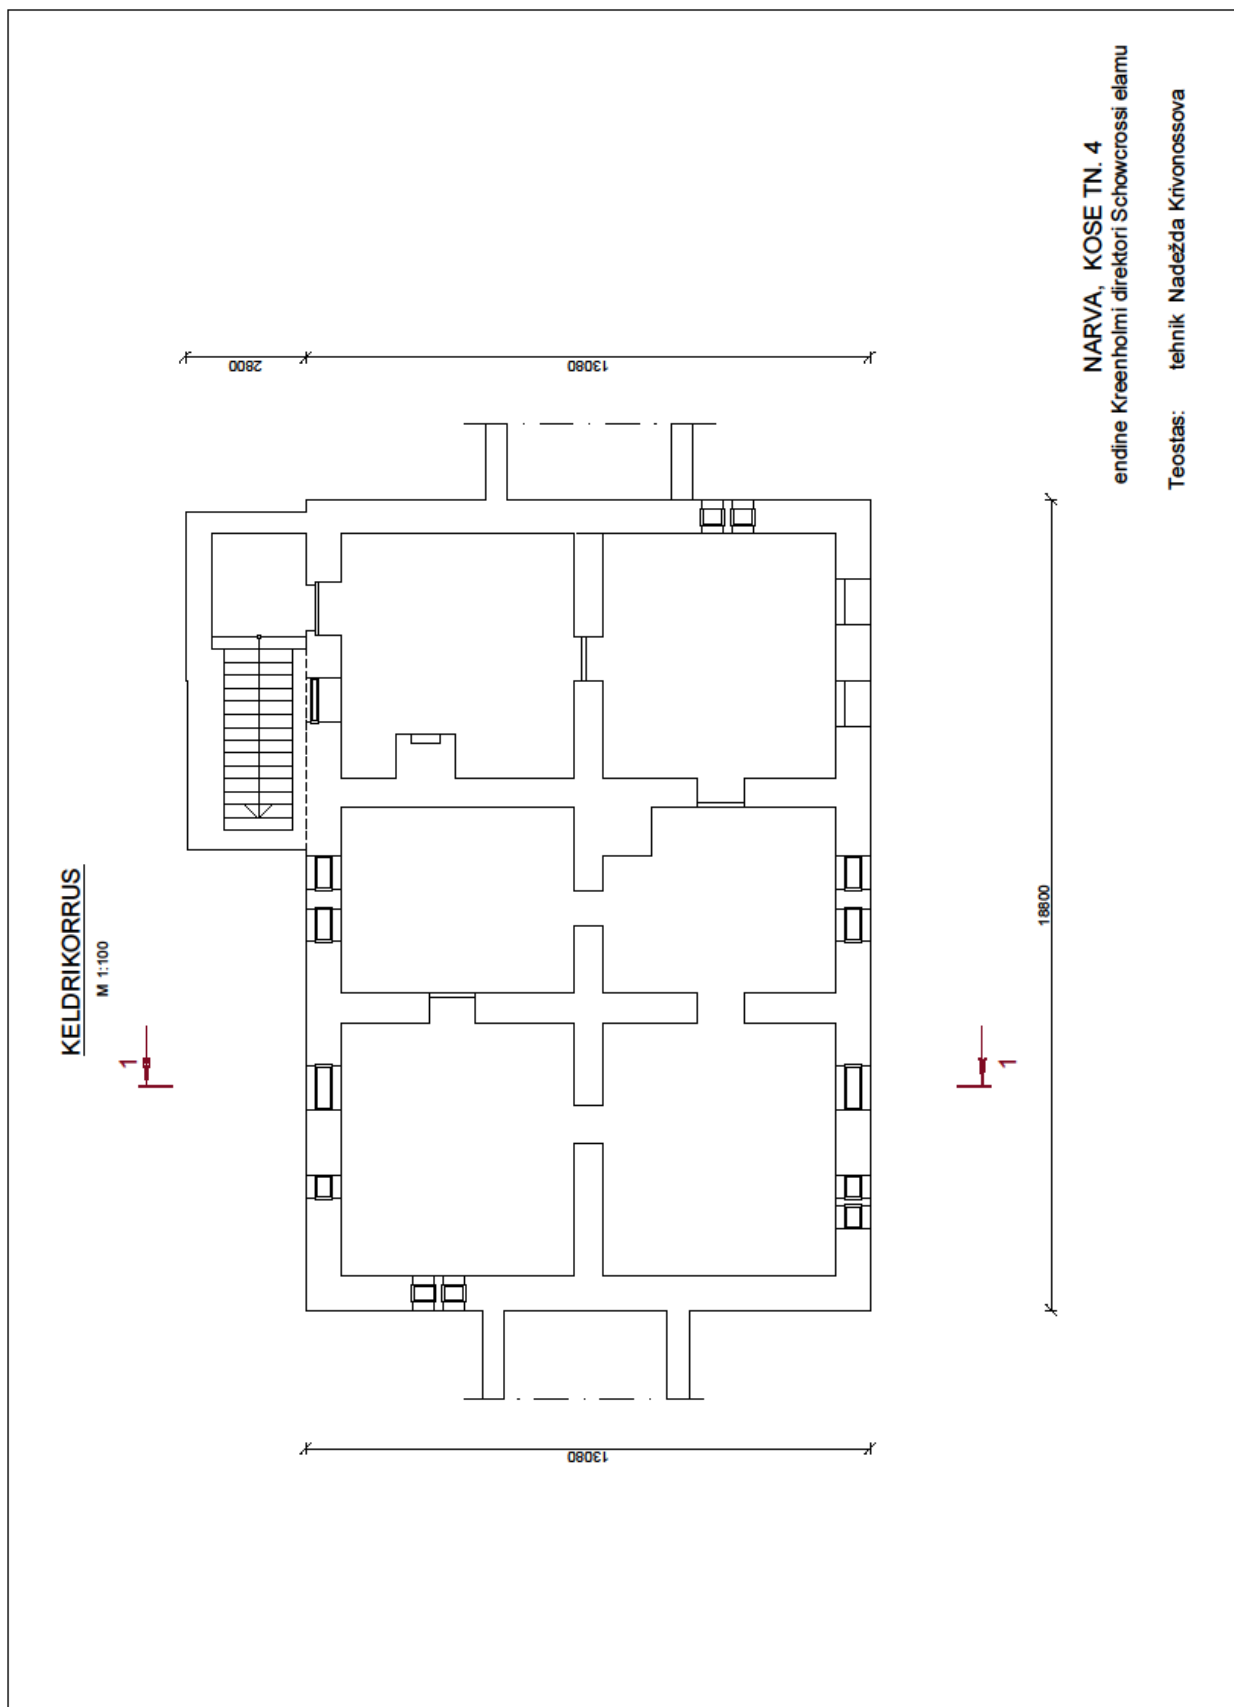 KELDRIKORRUS
M 1:100
1
1
2800
13080
13080
18800
NARVA, KOSE TN. 4
endine Kreenholmi direktori Schowcrossi elamu
Teostas: tehnik Nadežda Krivonossova